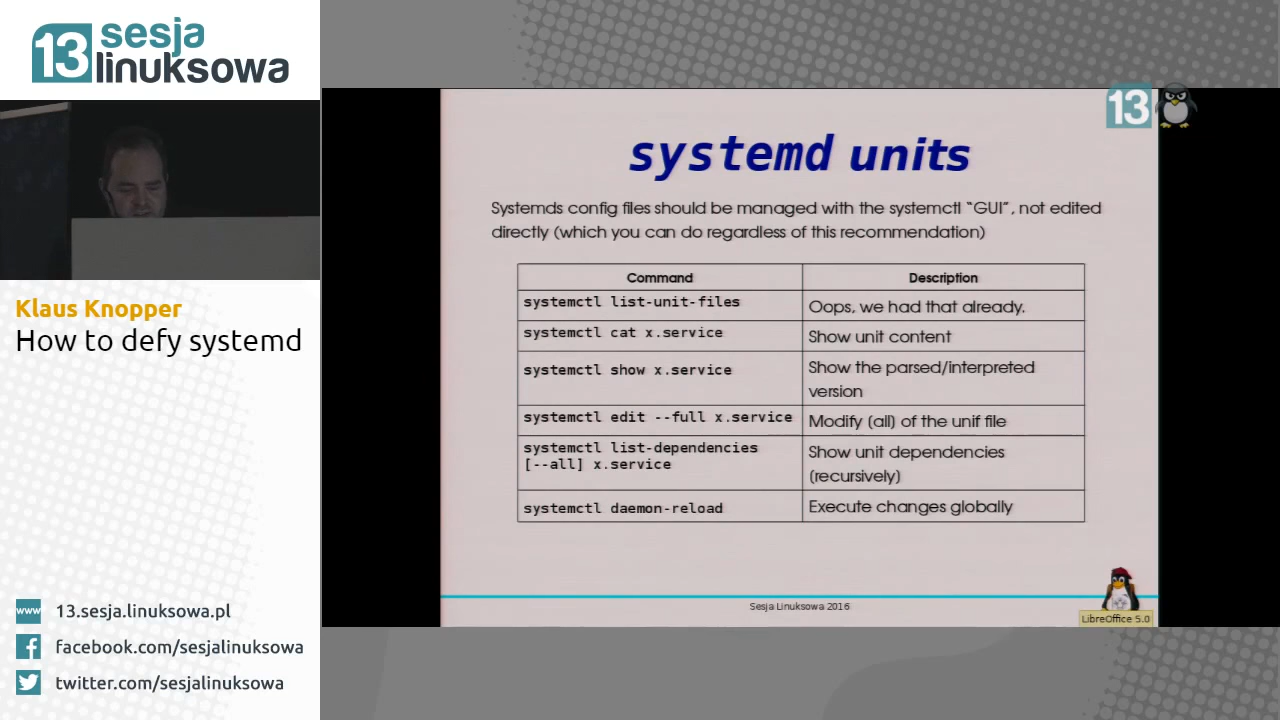 13 sesja
linuksowa
Klaus Knopper
How to defy systemd
www 13.sesja.linuksowa.pl
facebook.com/sesjalinuksowa
twitter.com/sesjalinuksowa
13
systemd units
Systemds config files should be managed with the systemctl “GUI”, not edited
directly (which you can do regardless of this recommendation)
Command Description
systemctl list-unit-files Oops, we had that already.
systemctl cat x.service Show unit content
systemctl show x.service Show the parsed/interpreted
version
systemctl edit --full x.service Modify (all) of the unif file
systemctl list-dependencies Show unit dependencies
[--all] x.service (recursively)
systemctl daemon-reload Execute changes globally
Sesja Linuksowa 2016
LibreOffice 5.0